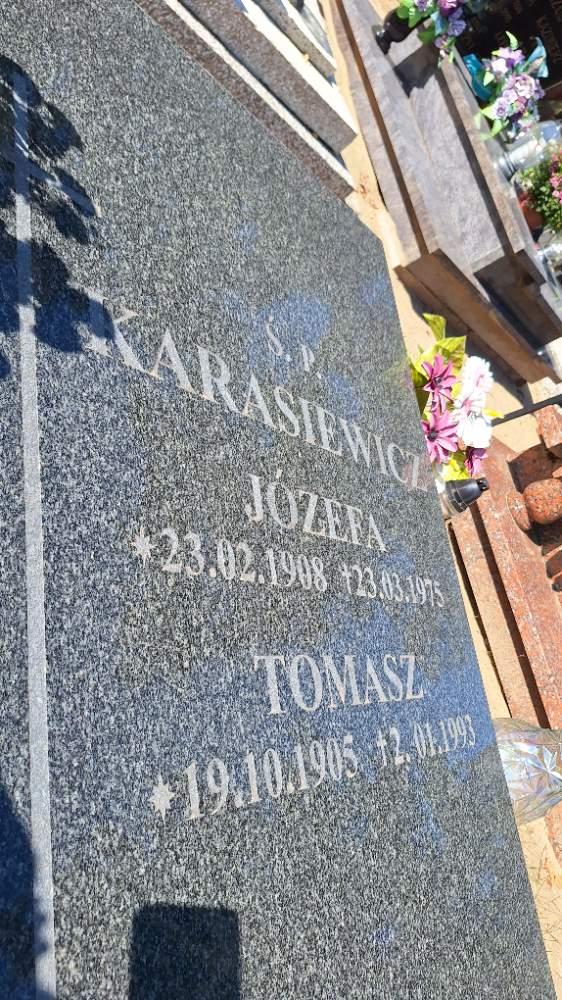 Ś. P.
KARASIEWICZ
JÓZEFA
*23.02.1908 †23.03.1975
TOMASZ
*19.10.1905 †2.01.1993